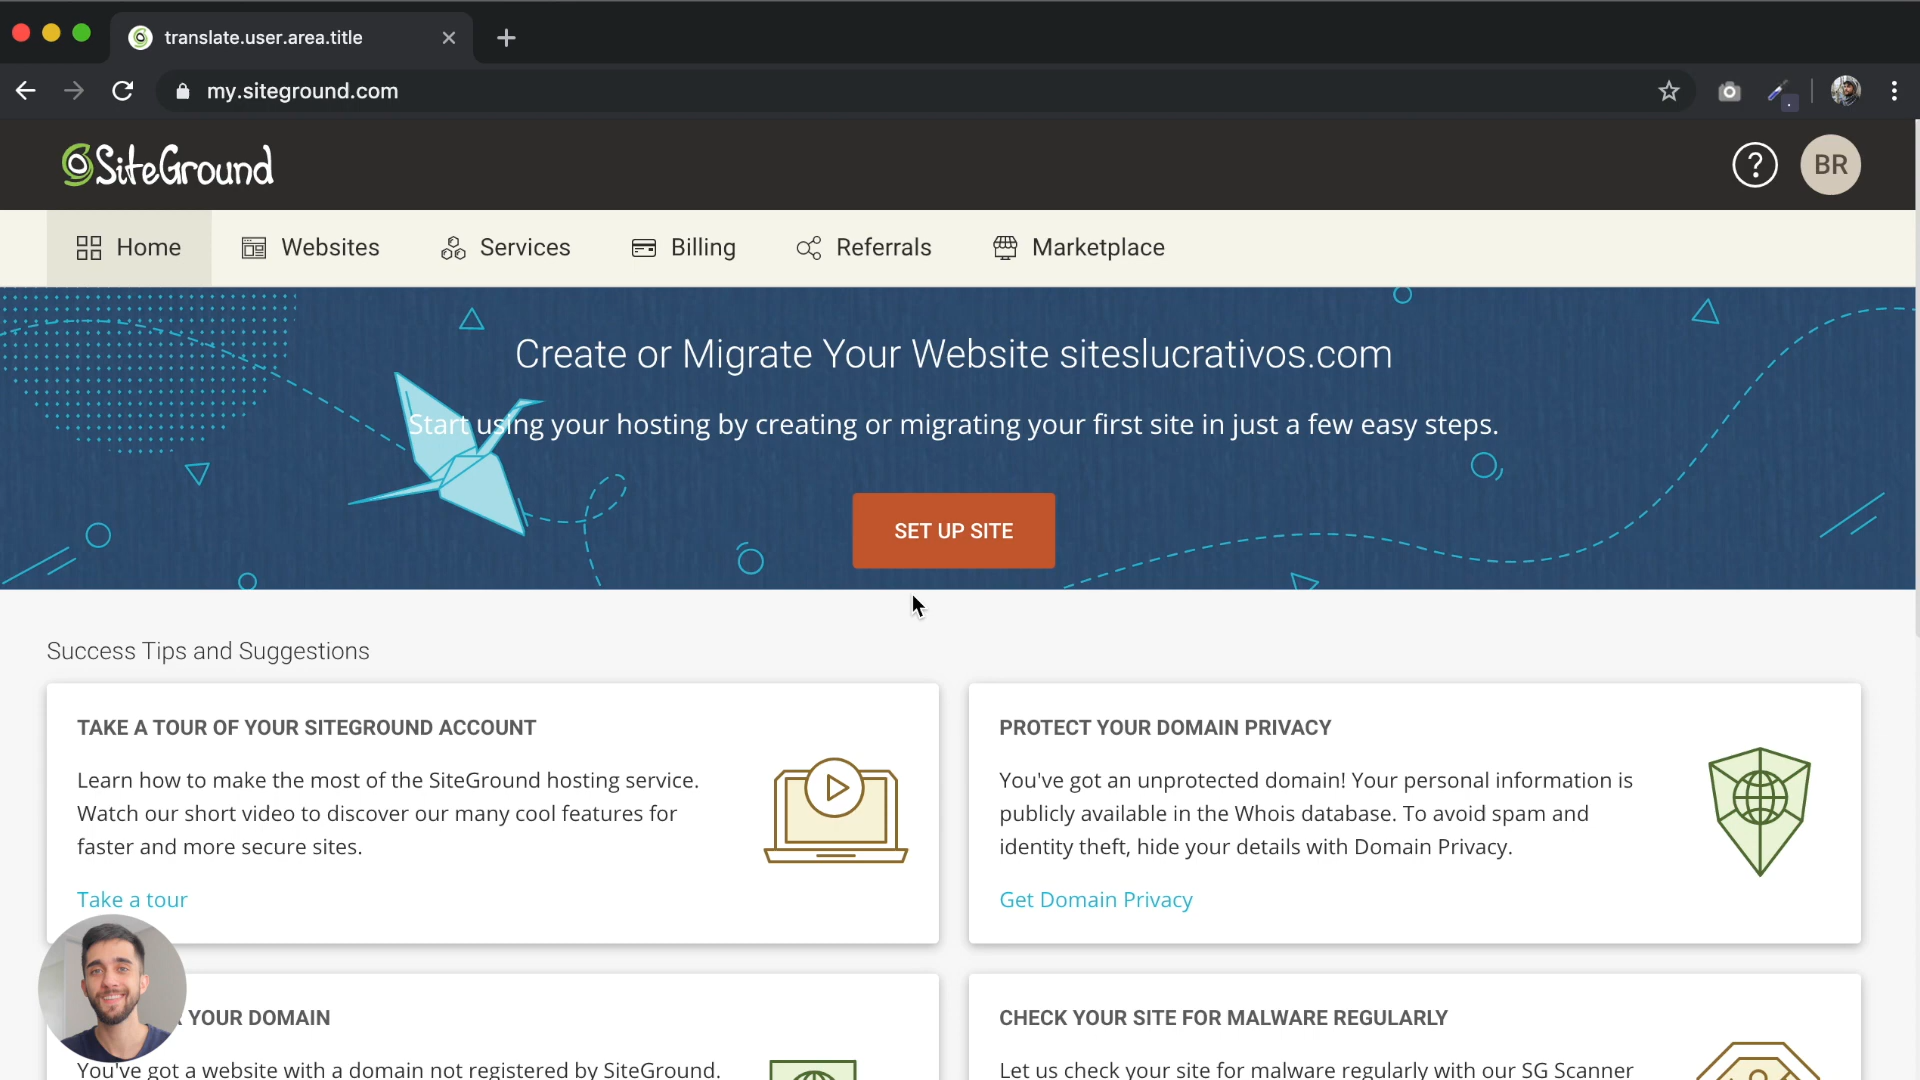 translate.user.area.title
my.siteground.com
SiteGround
BR
Home
Websites
Services
Billing
Referrals
Marketplace
Create or Migrate Your Website siteslucrativos.com
Start using your hosting by creating or migrating your first site in just a few easy steps.
SET UP SITE
Success Tips and Suggestions
TAKE A TOUR OF YOUR SITEGROUND ACCOUNT
Learn how to make the most of the SiteGround hosting service.
Watch our short video to discover our many cool features for
faster and more secure sites.
Take a tour
PROTECT YOUR DOMAIN PRIVACY
You've got an unprotected domain! Your personal information is
publicly available in the Whois database. To avoid spam and
identity theft, hide your details with Domain Privacy.
Get Domain Privacy
YOUR DOMAIN
You've got a website with a domain not registered by SiteGround.
CHECK YOUR SITE FOR MALWARE REGULARLY
Let us check your site for malware regularly with our SG Scanner